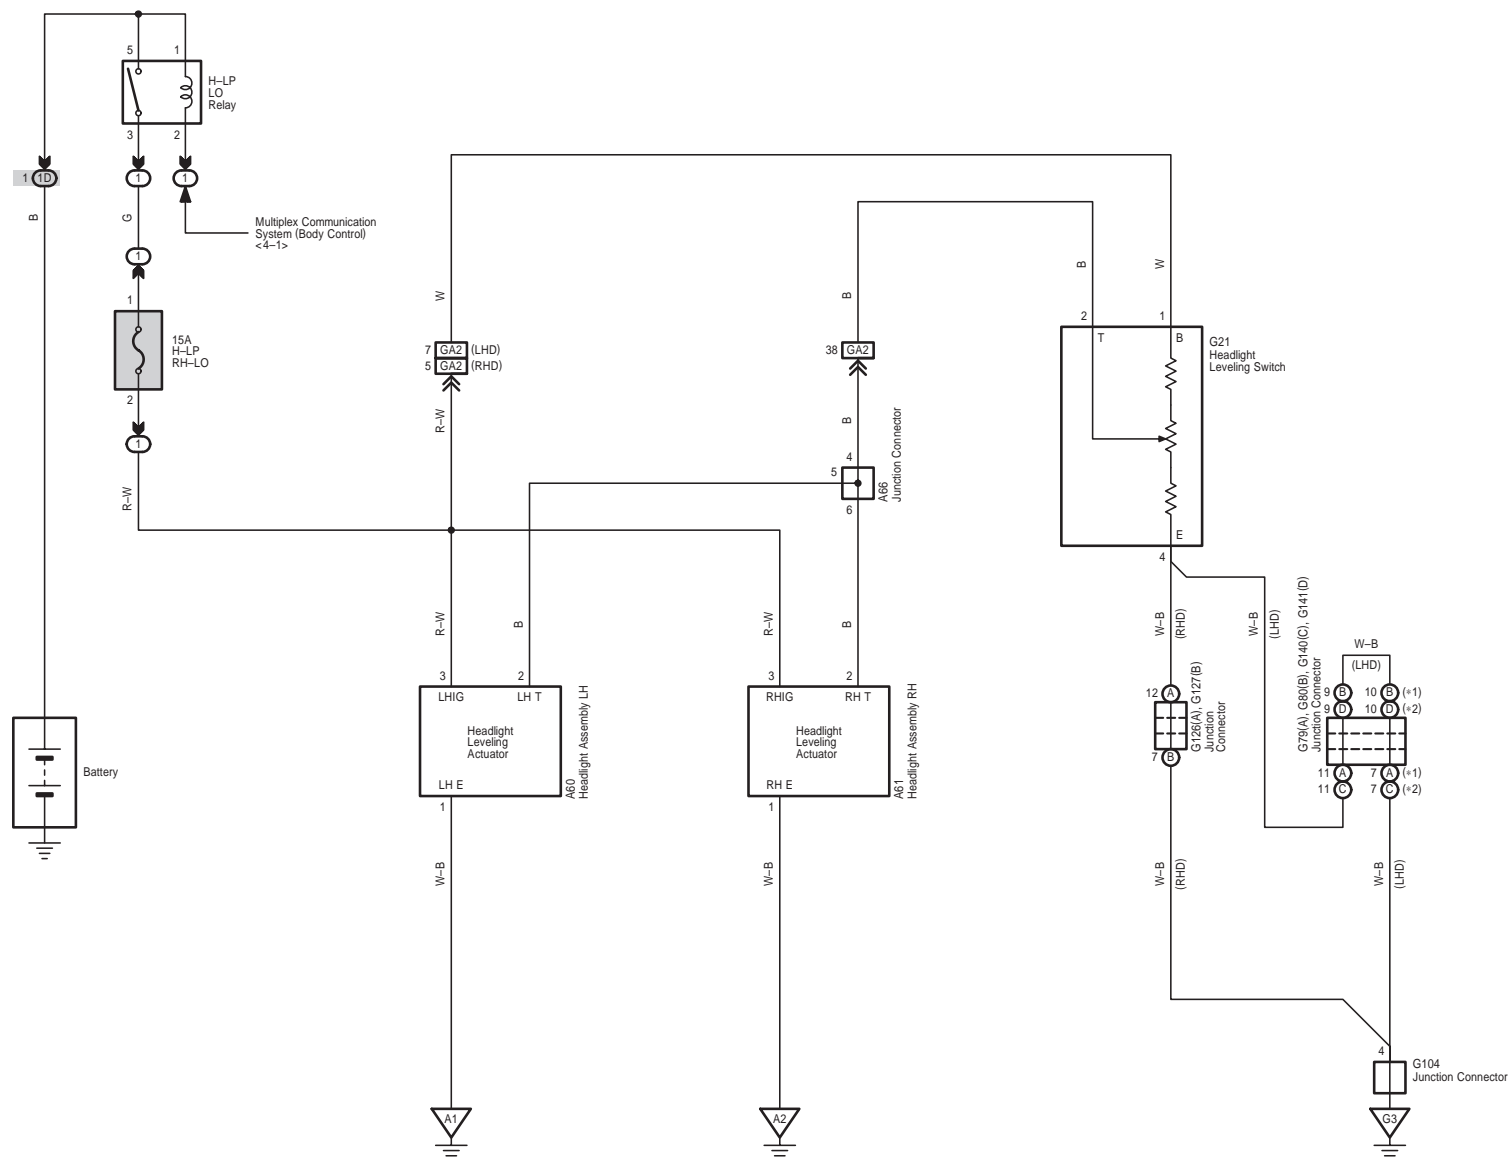 5
1
H–LP
LO
Relay
3
2
1
1D
1
1
B
G
Multiplex Communication
System (Body Control)
<4–1>
1
1
15A
H–LP
RH–LO
2
1
R–W
W
B
B
W
7 GA2 (LHD)
5 GA2 (RHD)
38 GA2
R–W
B
4
5
6
A66
Junction Connector
2
1
T
B
G21
Headlight
Leveling Switch
E
4
R–W
B
R–W
B
W–B
(RHD)
W–B
(LHD)
3
2
LHIG
LH T
Headlight
Leveling
Actuator
LH E
1
A60
Headlight Assembly LH
3
2
RHIG
RH T
Headlight
Leveling
Actuator
RH E
1
A61
Headlight Assembly RH
12 A
7 B
G126(A), G127(B)
Junction
Connector
G79(A), G80(B), G140(C), G141(D)
Junction Connector
W–B
(LHD)
9 B 10 B (*1)
9 D 10 D (*2)
11 A 7 A (*1)
11 C 7 C (*2)
Battery
W–B
W–B
W–B
(RHD)
W–B
(LHD)
4
G104
Junction Connector
A1
A2
G3